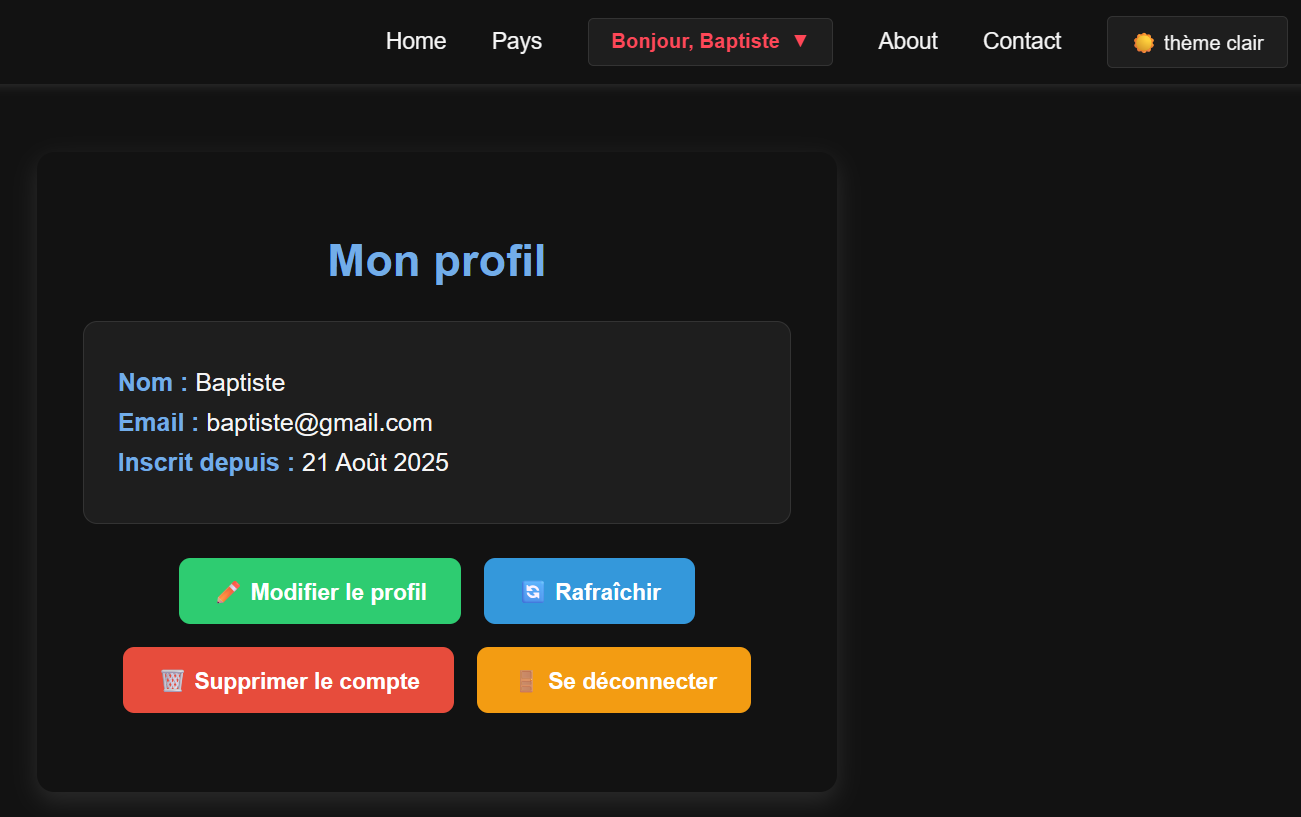 Home Pays Bonjour, Baptiste ▼ About Contact thème clair
Mon profil
Nom : Baptiste
Email : baptiste@gmail.com
Inscrit depuis : 21 Août 2025
Modifier le profil Rafraîchir
Supprimer le compte Se déconnecter